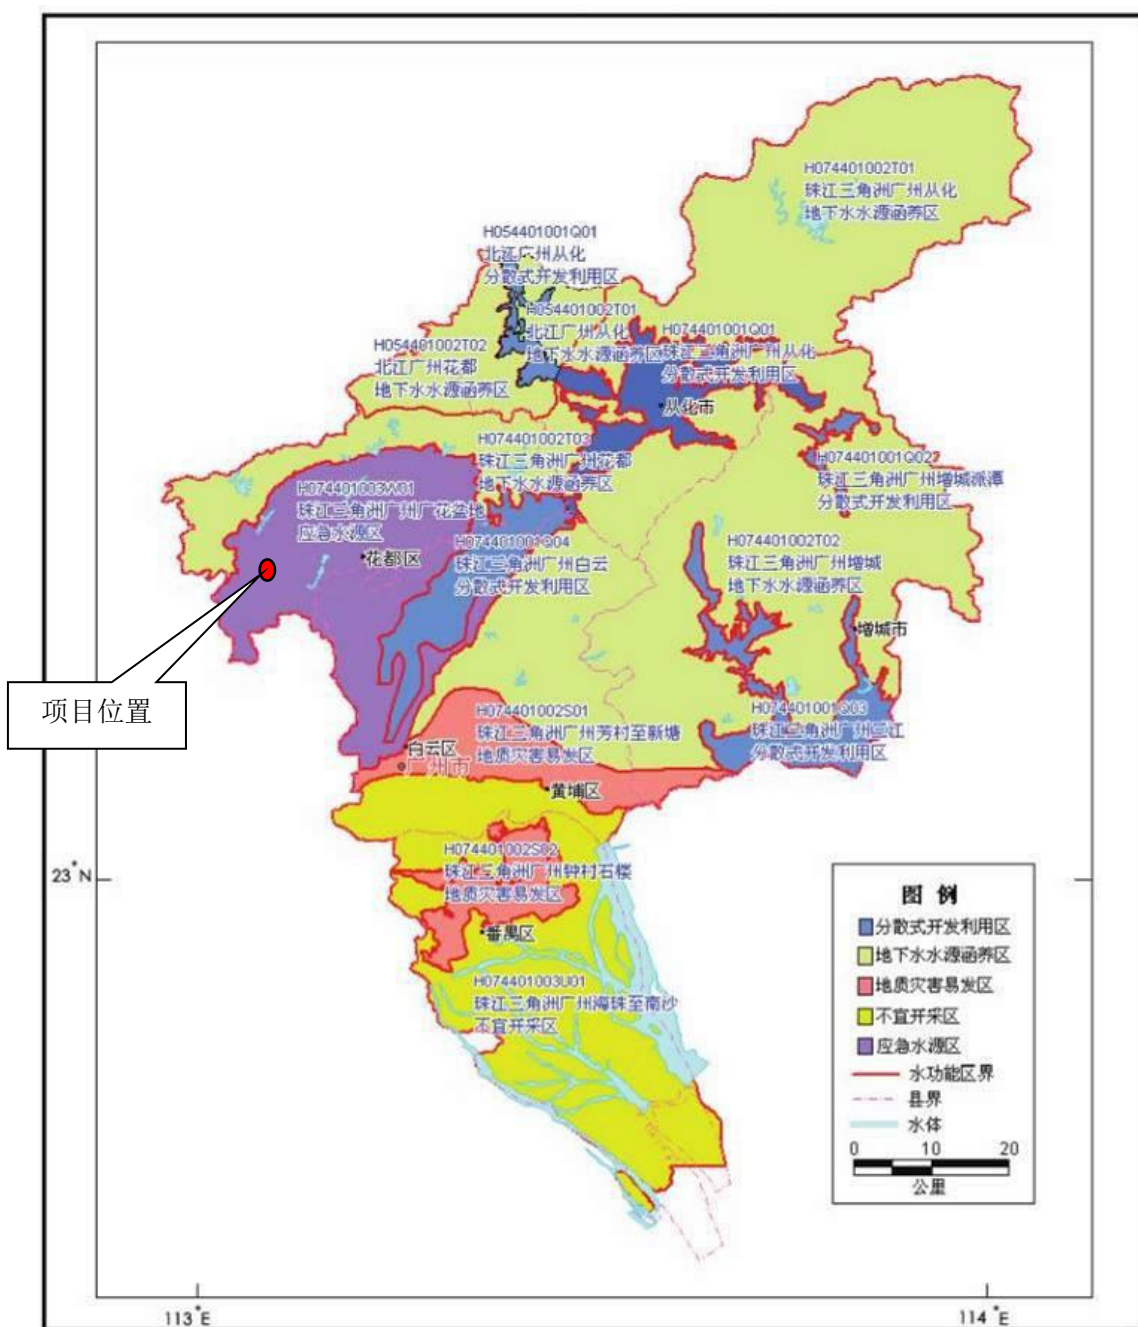 H074401002T01
珠江三角洲广州从化
地下水水源涵养区
H054401001Q01
北江广州从化
分散式开发利用区
H054401002T01
北江广州从化
地下水水源涵养区
H054401002T02
北江广州花都
地下水水源涵养区
H074401001Q01
珠江三角洲广州从化
分散式开发利用区
从化市
H074401002T03
珠江三角洲广州花都
地下水水源涵养区
H074401001Q02
珠江三角洲广州增城派潭
分散式开发利用区
H074401003W01
珠江三角洲广州广花盆地
应急水源区
花都区
H074401001Q04
珠江三角洲广州白云
分散式开发利用区
H074401002T02
珠江三角洲广州增城
地下水水源涵养区
增城市
项目位置
H074401002S01
珠江三角洲广州芳村至新塘
地质灾害易发区
H074401001Q03
珠江三角洲广州三江
分散式开发利用区
白云区
广州市
黄埔区
H074401002S02
珠江三角洲广州钟村石楼
地质灾害易发区
番禺区
H074401003U01
珠江三角洲广州海珠至南沙
不宜开采区
23°N
图 例
分散式开发利用区
地下水水源涵养区
地质灾害易发区
不宜开采区
应急水源区
水功能区界
县界
水体
0 10 20
公里
113°E
114°E